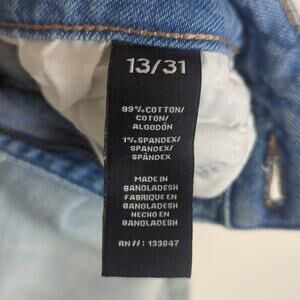 13/31
99% COTTON/
COTON/
ALGODÓN
1% SPANDEX/
SPANDEX/
SPÁNDEX
MADE IN
BANGLADESH
FABRIQUE EN
BANGLADESH
HECHO EN
BANGLADESH
RN#: 133647